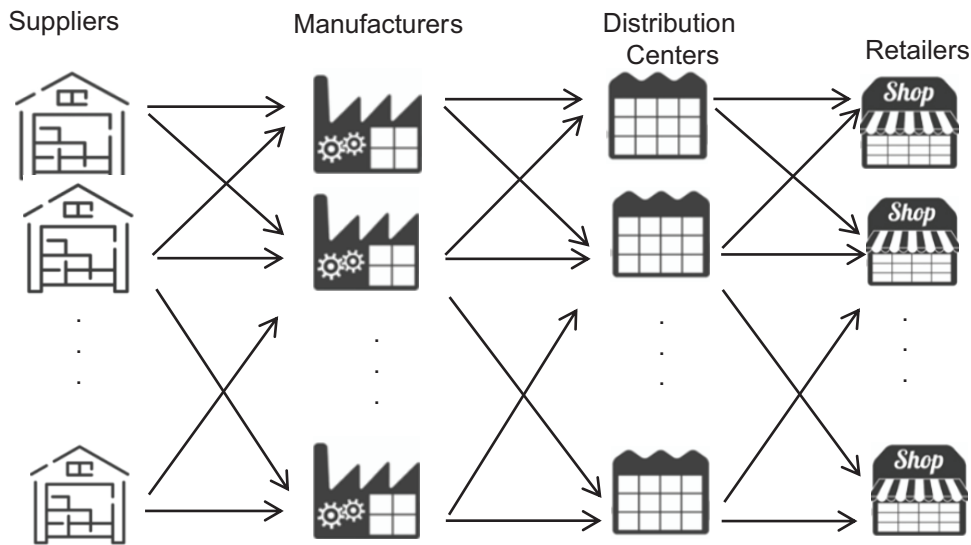 Suppliers
Manufacturers
Distribution
Centers
Retailers
Shop
Shop
Shop